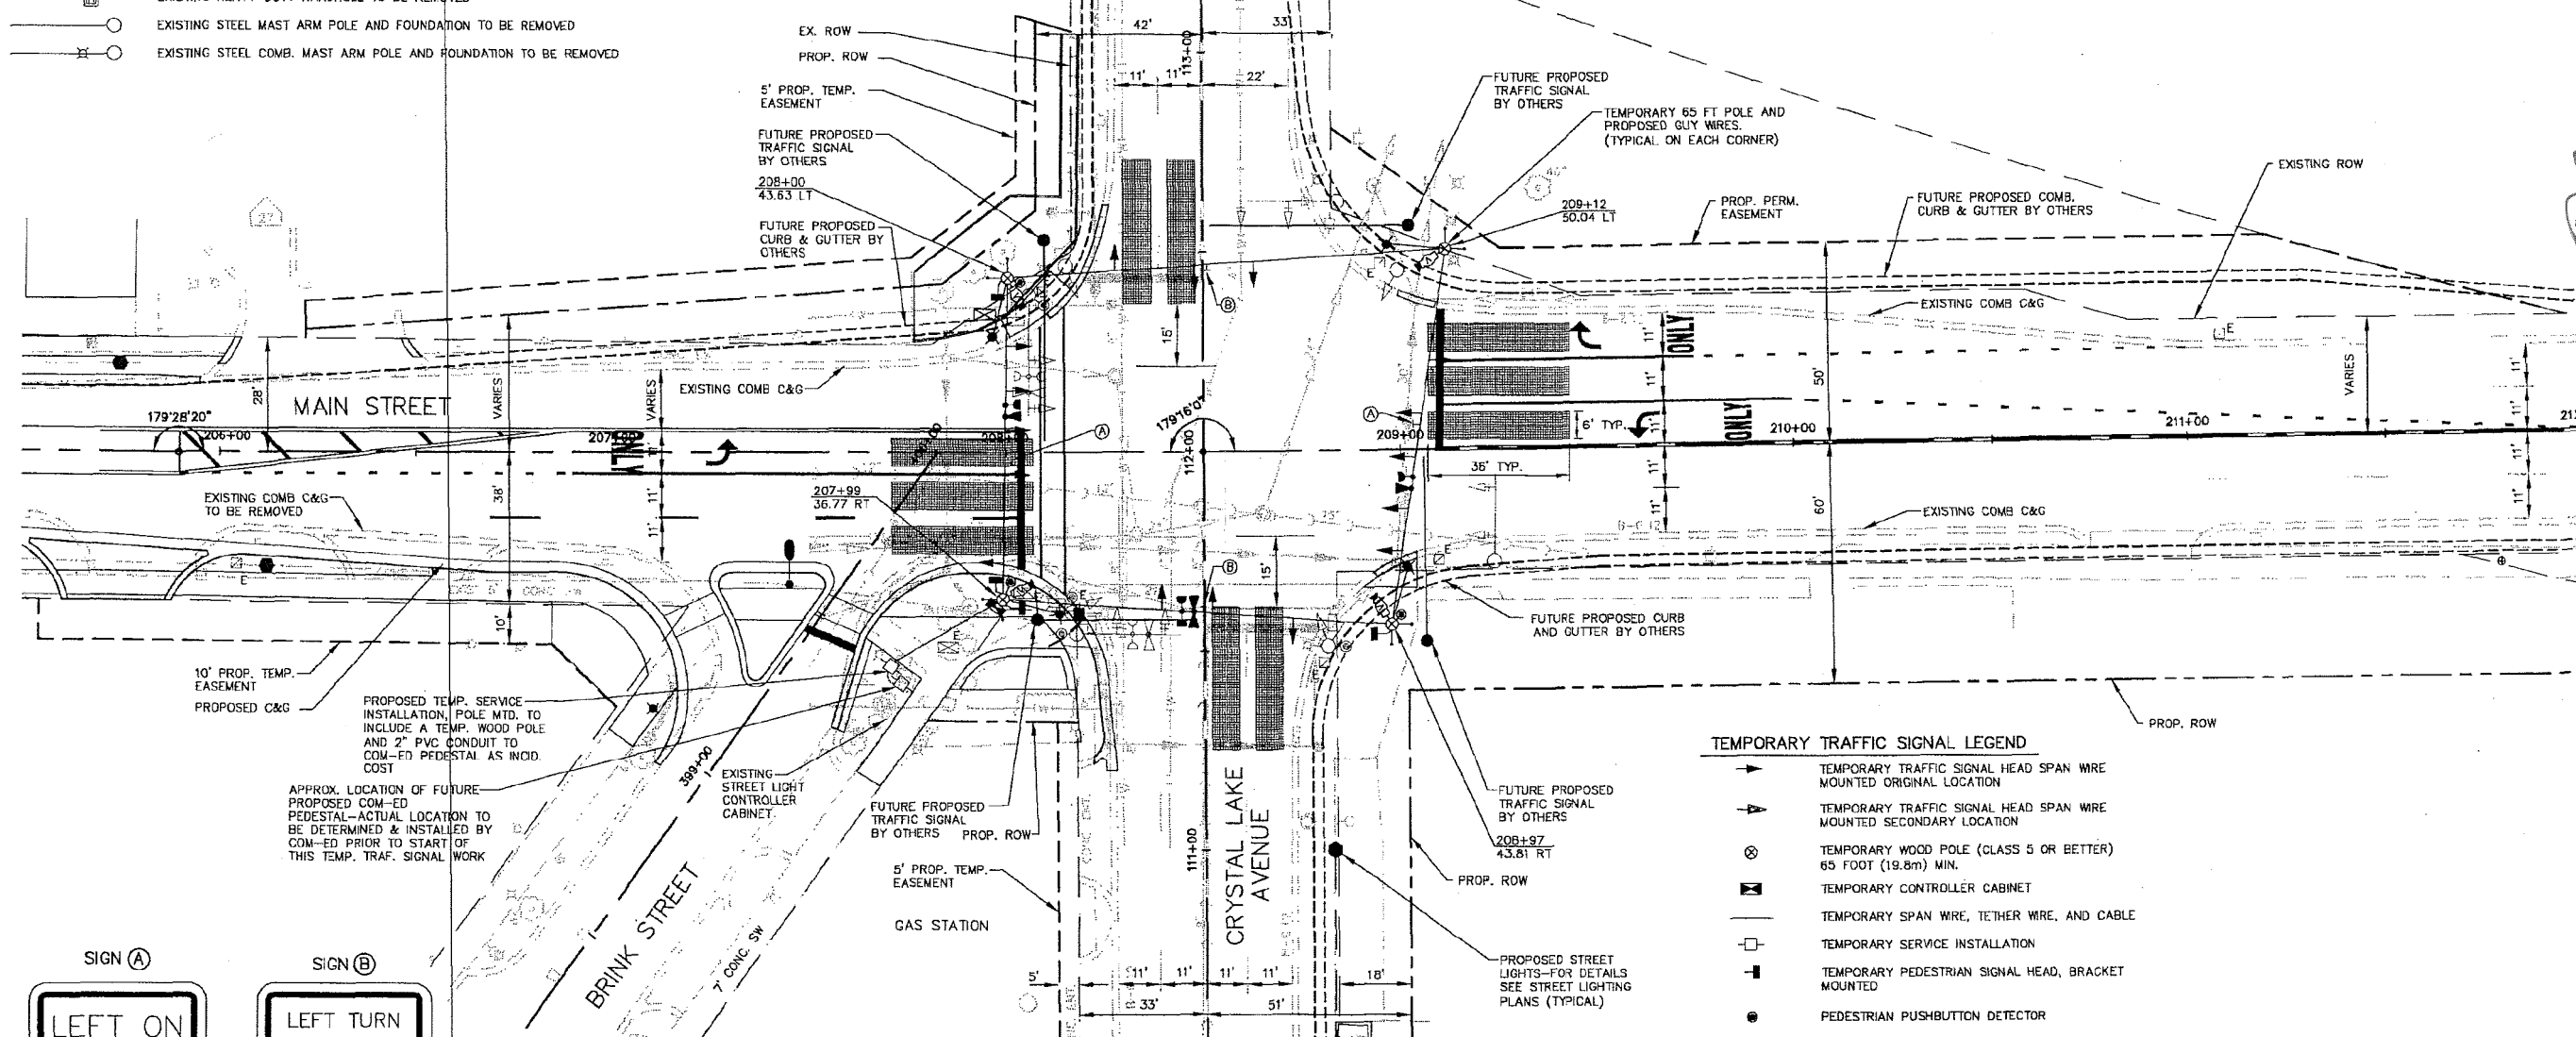 EXISTING STEEL MAST ARM POLE AND FOUNDATION TO BE REMOVED
EXISTING STEEL COMB. MAST ARM POLE AND FOUNDATION TO BE REMOVED
EX. ROW
PROP. ROW
5' PROP. TEMP.
EASEMENT
FUTURE PROPOSED
TRAFFIC SIGNAL
BY OTHERS
208+00
43.63 LT
FUTURE PROPOSED
CURB & GUTTER BY
OTHERS
42'
33'
113+00
11'
11'
22'
FUTURE PROPOSED
TRAFFIC SIGNAL
BY OTHERS
TEMPORARY 65 FT POLE AND
PROPOSED GUY WIRES.
(TYPICAL ON EACH CORNER)
209+12
50.04 LT
PROP. PERM.
EASEMENT
FUTURE PROPOSED COMB.
CURB & GUTTER BY OTHERS
EXISTING ROW
EXISTING COMB C&G
27
E
B
E
15'
11'
ONLY
50'
VARIES
11'
28'
MAIN STREET
VARIES
VARIES
EXISTING COMB C&G
179°28'20"
206+00
A
179°16'0"
112+00
A
209+00
6' TYP.
11'
11'
ONLY
210+00
211+00
11'
ONLY
36' TYP.
11'
11'
EXISTING COMB C&G
TO BE REMOVED
38'
11'
11'
207+99
36.77 RT
60'
EXISTING COMB C&G
11'
11'
E
B
15'
E
10'
FUTURE PROPOSED CURB
AND GUTTER BY OTHERS
10' PROP. TEMP.
EASEMENT
PROPOSED C&G
PROPOSED TEMP. SERVICE
INSTALLATION, POLE MTD. TO
INCLUDE A TEMP. WOOD POLE
AND 2" PVC CONDUIT TO
COM-ED PEDESTAL AS INCID.
COST
APPROX. LOCATION OF FUTURE
PROPOSED COM-ED
PEDESTAL-ACTUAL LOCATION TO
BE DETERMINED & INSTALLED BY
COM-ED PRIOR TO START OF
THIS TEMP. TRAF. SIGNAL WORK
399+00
EXISTING
STREET LIGHT
CONTROLLER
CABINET
FUTURE PROPOSED
TRAFFIC SIGNAL
BY OTHERS
PROP. ROW
5' PROP. TEMP.
EASEMENT
GAS STATION
BRINK STREET
7' CONC. SW
111+00
CRYSTAL LAKE
AVENUE
5'
11'
11'
11'
11'
18'
33'
51'
FUTURE PROPOSED
TRAFFIC SIGNAL
BY OTHERS
208+97
43.81 RT
PROP. ROW
PROPOSED STREET
LIGHTS-FOR DETAILS
SEE STREET LIGHTING
PLANS (TYPICAL)
PROP. ROW
TEMPORARY TRAFFIC SIGNAL LEGEND
TEMPORARY TRAFFIC SIGNAL HEAD SPAN WIRE
MOUNTED ORIGINAL LOCATION
TEMPORARY TRAFFIC SIGNAL HEAD SPAN WIRE
MOUNTED SECONDARY LOCATION
TEMPORARY WOOD POLE (CLASS 5 OR BETTER)
65 FOOT (19.8m) MIN.
TEMPORARY CONTROLLER CABINET
TEMPORARY SPAN WIRE, TETHER WIRE, AND CABLE
TEMPORARY SERVICE INSTALLATION
TEMPORARY PEDESTRIAN SIGNAL HEAD, BRACKET
MOUNTED
PEDESTRIAN PUSHBUTTON DETECTOR
SIGN A
SIGN B
LEFT ON
LEFT TURN